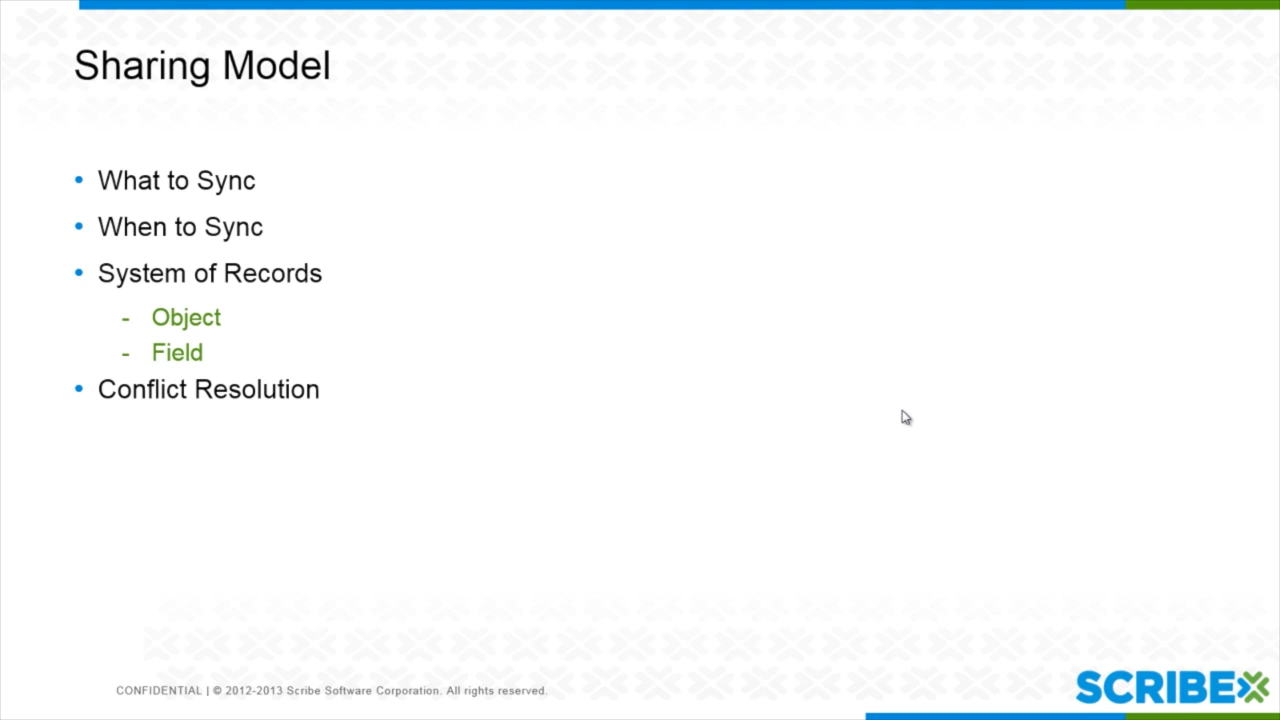 Sharing Model
• What to Sync
• When to Sync
• System of Records
- Object
- Field
• Conflict Resolution
CONFIDENTIAL | © 2012-2013 Scribe Software Corporation. All rights reserved.
SCRIBE